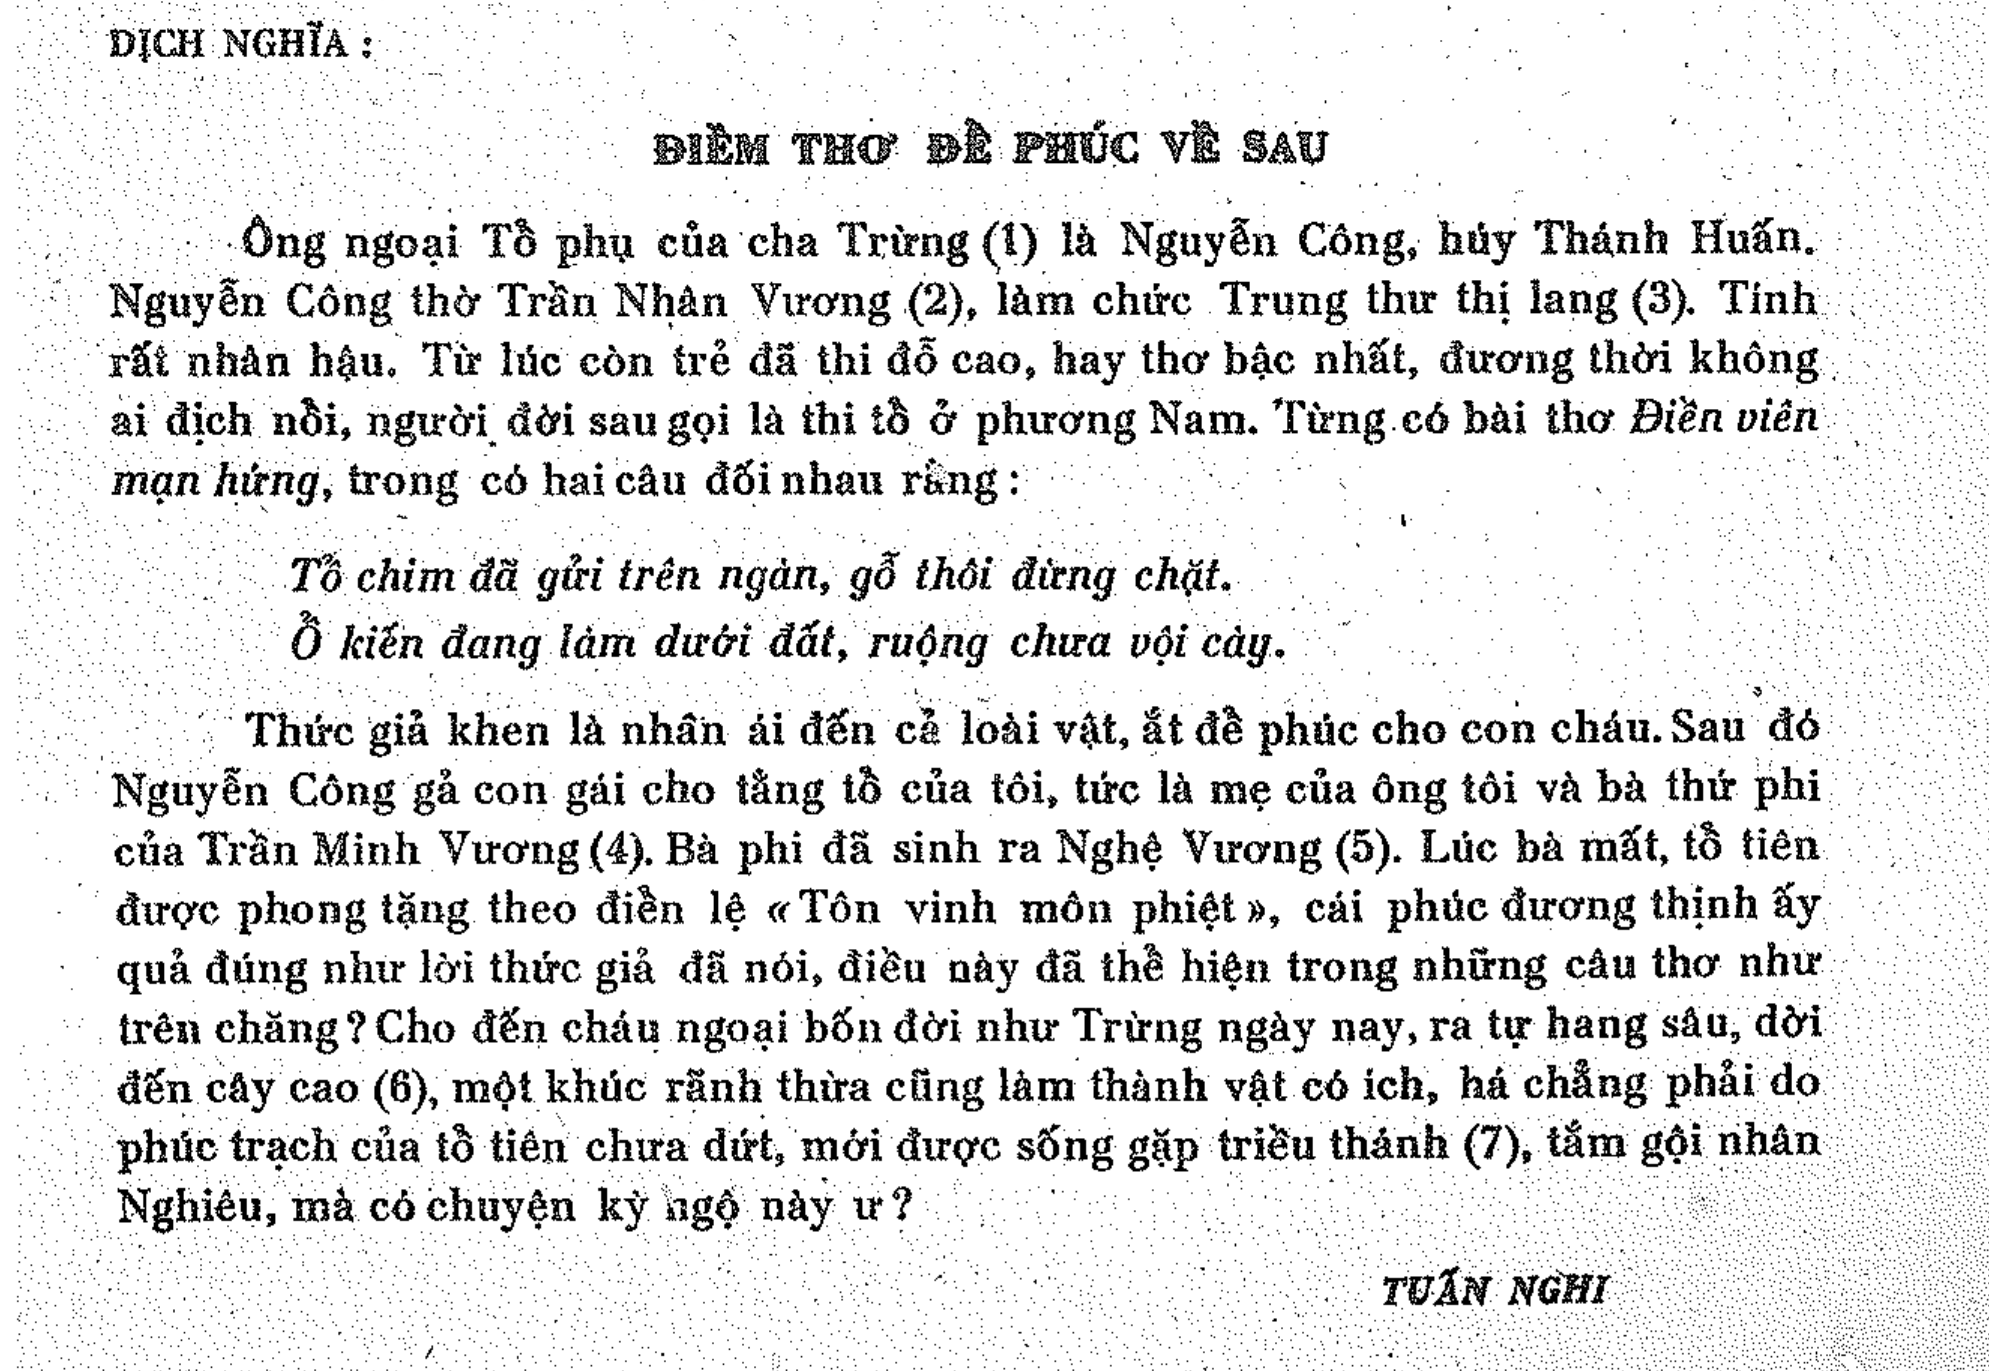 DỊCH NGHĨA :
ĐIỀM THƠ ĐỂ PHÚC VỀ SAU
Ông ngoại Tổ phụ của cha Trừng (1) là Nguyễn Công, húy Thánh Huấn.
Nguyễn Công thờ Trần Nhân Vương (2), làm chức Trung thư thị lang (3). Tính
rất nhân hậu. Từ lúc còn trẻ đã thi đỗ cao, hay thơ bậc nhất, đương thời không
ai địch nổi, người đời sau gọi là thi tổ ở phương Nam. Từng có bài thơ Điền viên
mạn hứng, trong có hai câu đối nhau rằng :
Tổ chim đã gửi trên ngàn, gỗ thôi đừng chặt.
Ổ kiến đang làm dưới đất, ruộng chưa vội cày.
Thức giả khen là nhân ái đến cả loài vật, ắt để phúc cho con cháu. Sau đó
Nguyễn Công gả con gái cho tằng tổ của tôi, tức là mẹ của ông tôi và bà thứ phi
của Trần Minh Vương (4). Bà phi đã sinh ra Nghệ Vương (5). Lúc bà mất, tổ tiên
được phong tặng theo điển lệ « Tôn vinh môn phiệt », cái phúc đương thịnh ấy
quả đúng như lời thức giả đã nói, điều này đã thể hiện trong những câu thơ như
trên chăng ? Cho đến cháu ngoại bốn đời như Trừng ngày nay, ra tự hang sâu, dời
đến cây cao (6), một khúc rãnh thừa cũng làm thành vật có ích, há chẳng phải do
phúc trạch của tổ tiên chưa dứt, mới được sống gặp triều thánh (7), tắm gội nhân
Nghiêu, mà có chuyện kỳ ngộ này ư ?
TUẤN NGHI